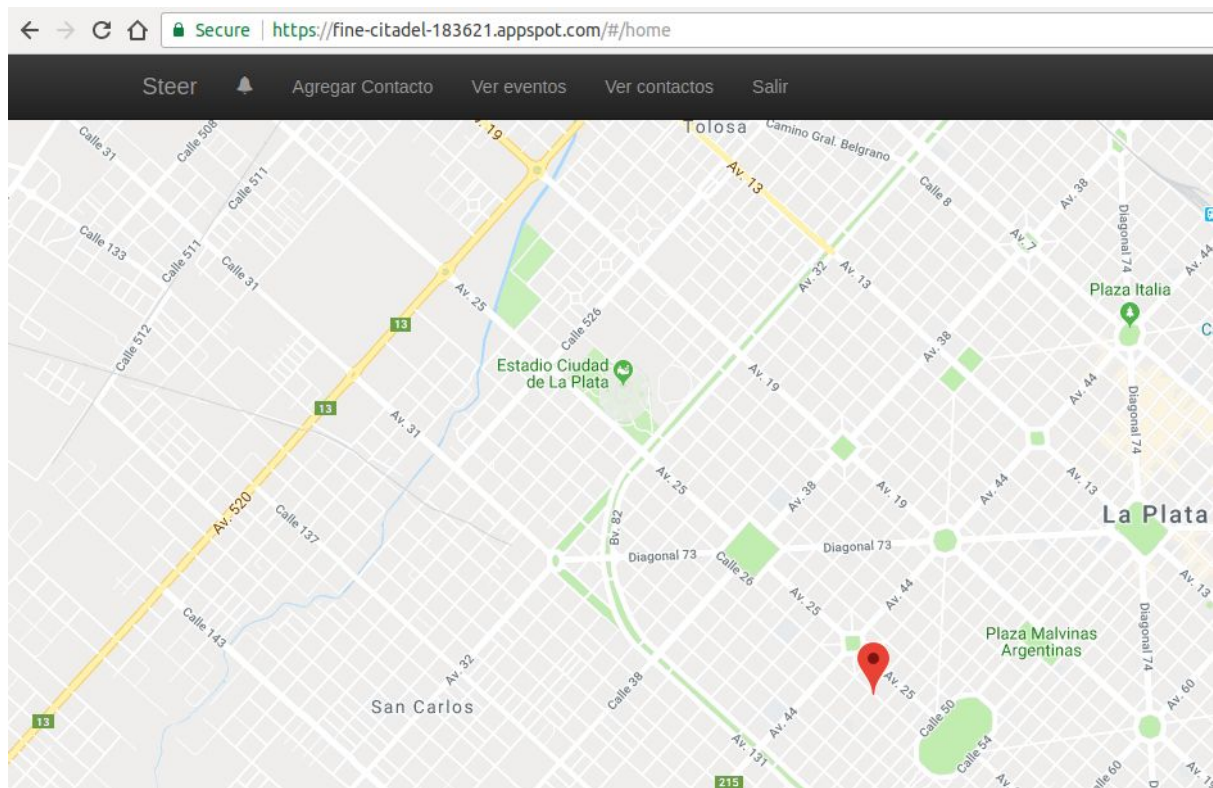 Secure | https://fine-citadel-183621.appspot.com/#/home
Steer Agregar Contacto Ver eventos Ver contactos Salir
Calle 31
Calle 508
Av. 19
Tolosa
Camino Gral. Belgrano
Calle 511
Av. 13
Calle 8
Av. 38
Calle 133
Calle 511
Calle 31
Diagonal 74
Av. 7
Av. 44
Av. 25
Av. 32
Av. 13
Plaza Italia
Calle 512
13
Calle 526
Av. 38
Estadio Ciudad
de La Plata
Av. 19
Av. 44
13
Av. 31
Diagonal 74
Av. 25
Av. 38
Av. 19
Av. 44
Av. 13
Av. 520
Calle 137
Bv. 82
La Plata
Diagonal 73
Calle 26
Diagonal 73
Av. 13
Av. 25
Av. 44
Calle 143
Plaza Malvinas
Argentinas
Diagonal 74
Av. 32
Calle 38
Av. 25
Av. 60
San Carlos
13
Av. 44
Calle 50
Av. 131
Calle 54
215
Calle 60